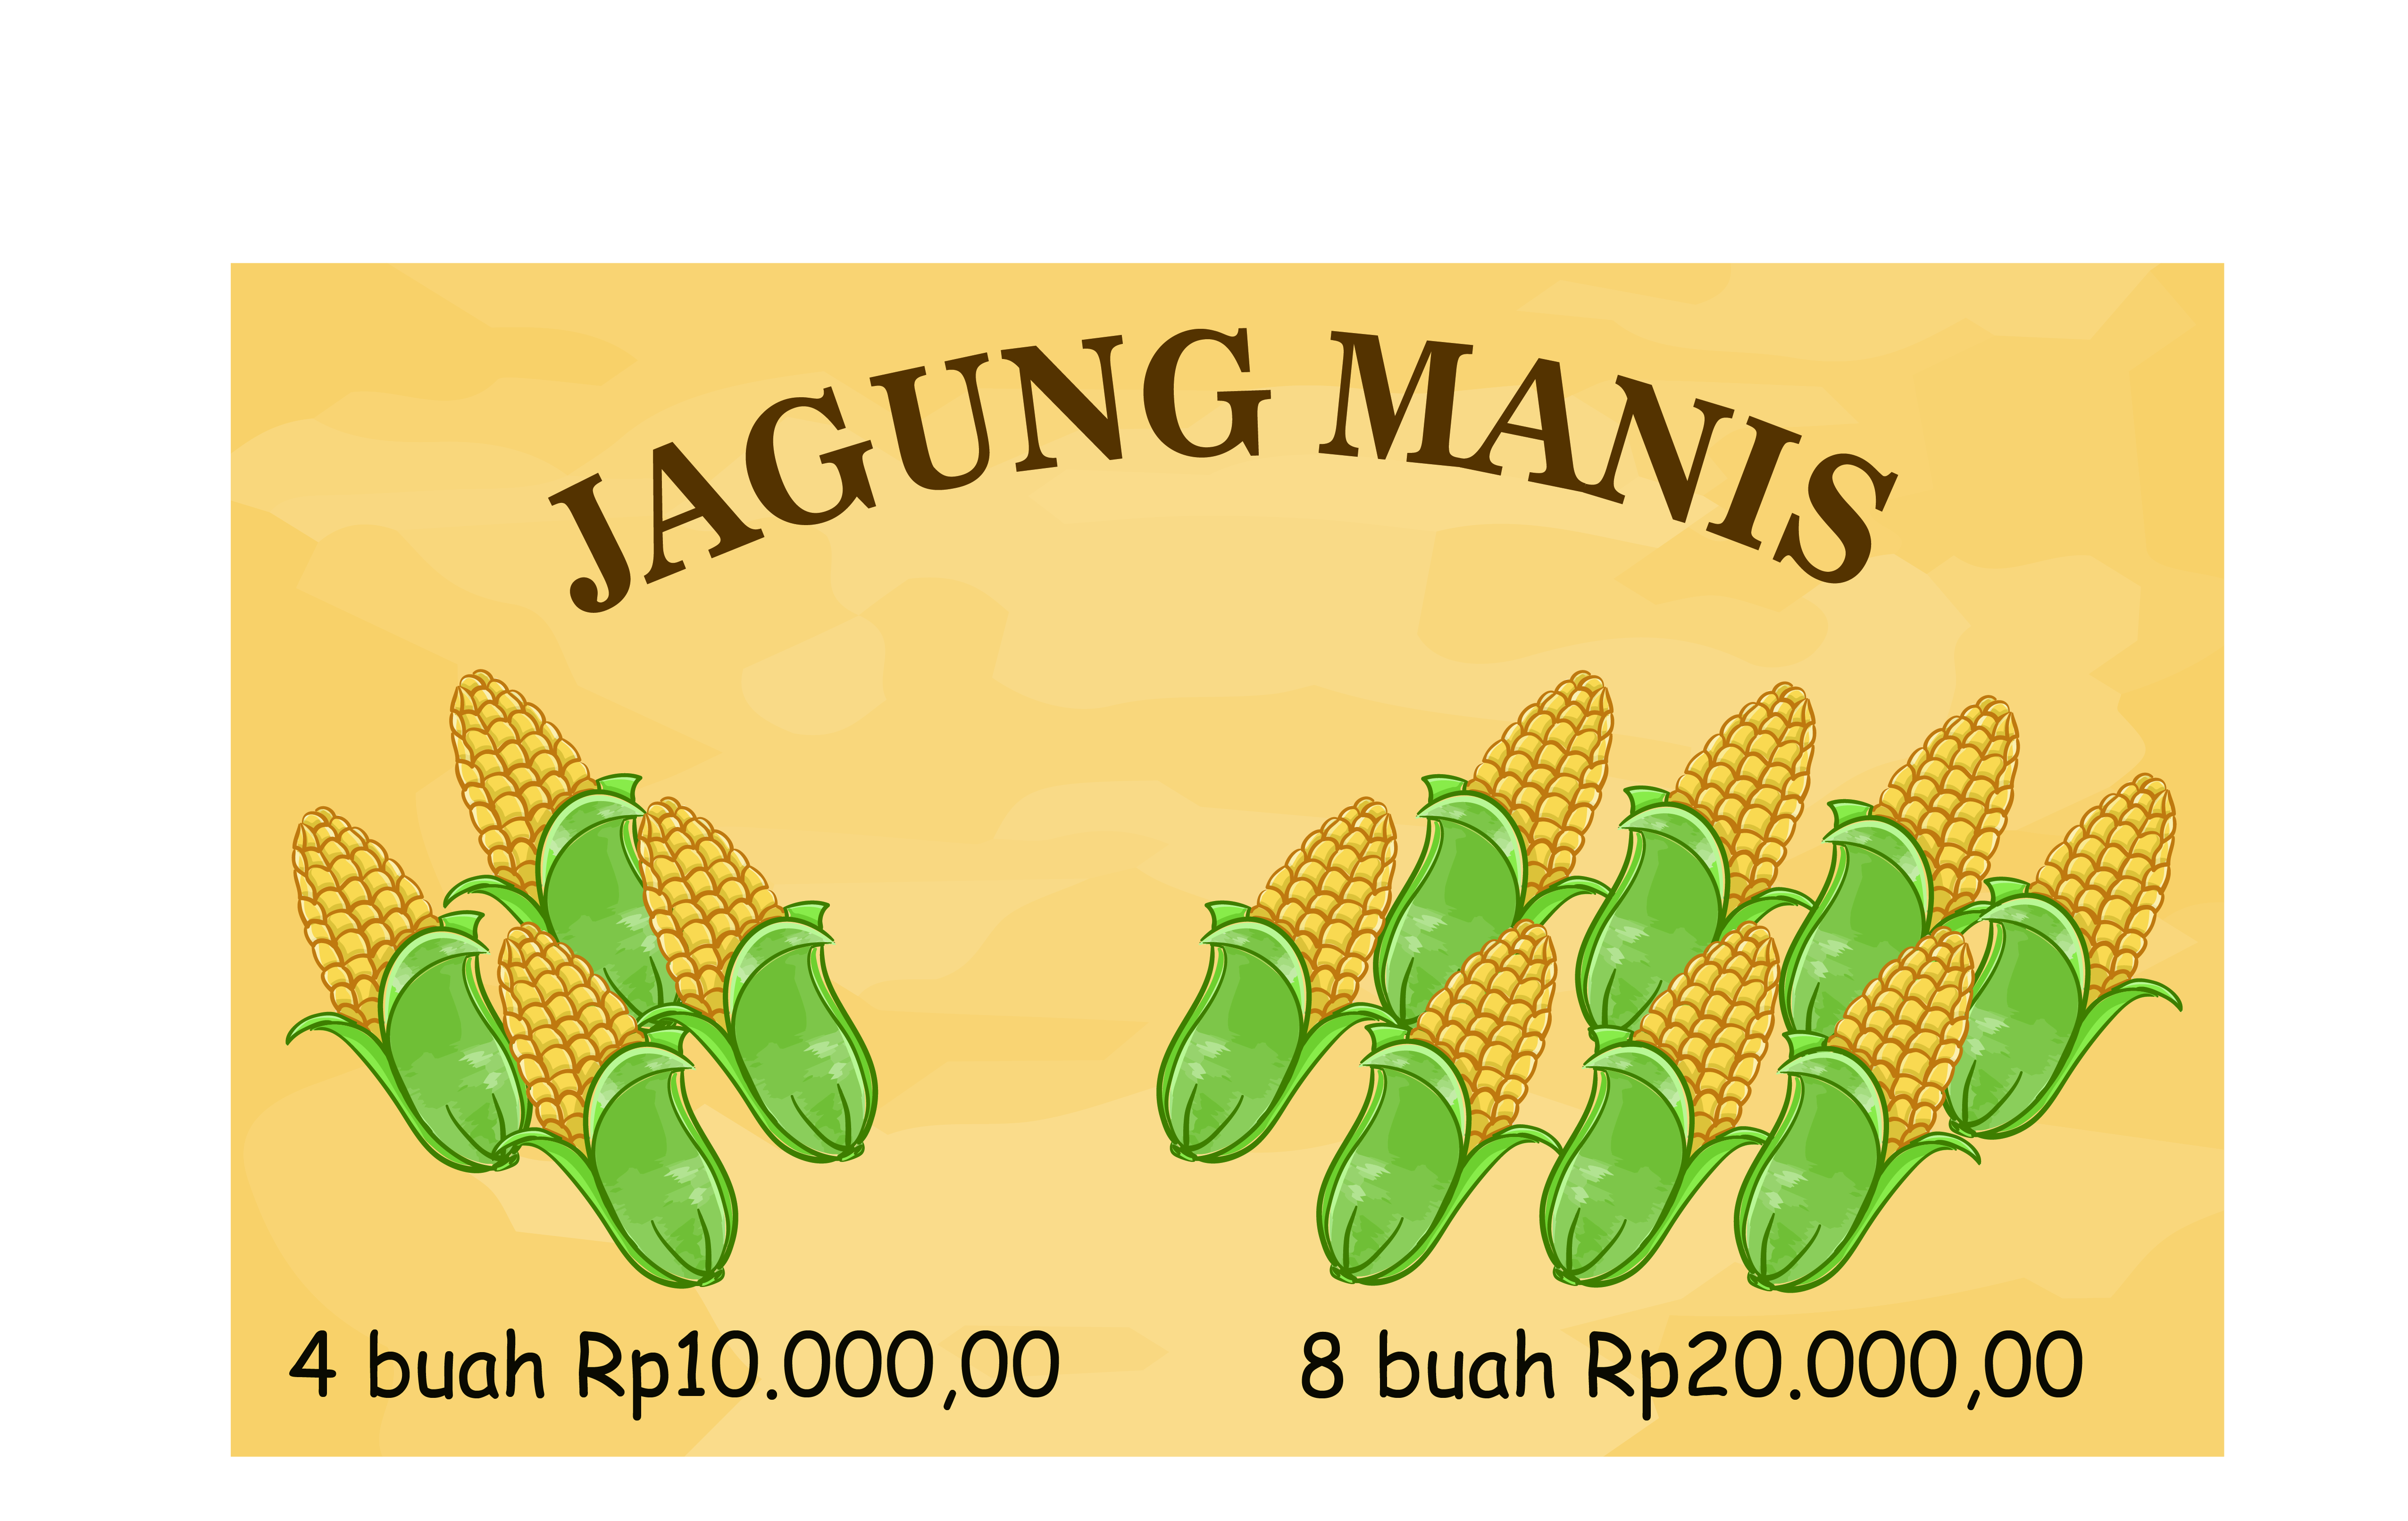 JAGUNG MANIS
4 buah Rp10.000,00
8 buah Rp20.000,00